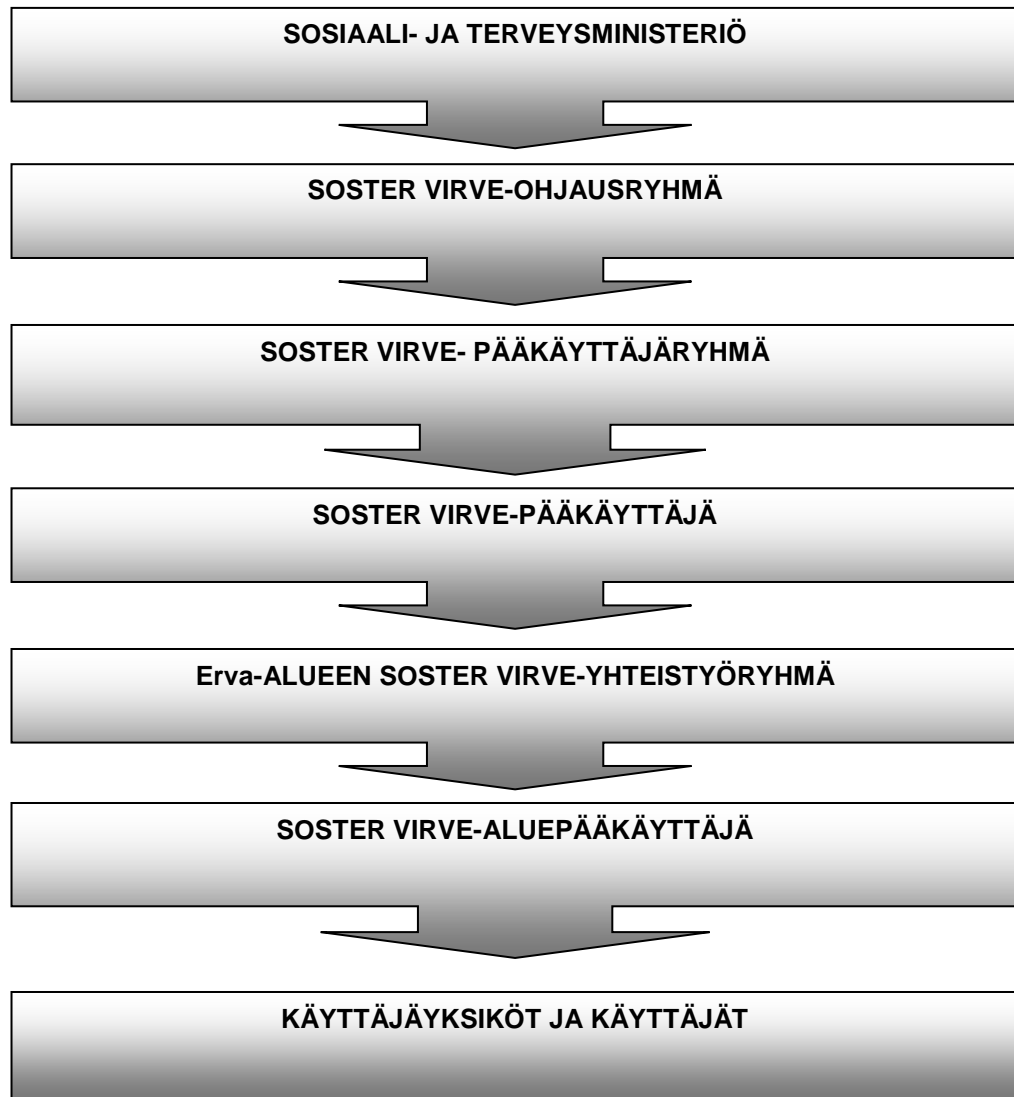 SOSIAALI- JA TERVEYSMINISTERIÖ
SOSTER VIRVE-OHJAUSRYHMÄ
SOSTER VIRVE- PÄÄKÄYTTÄJÄRYHMÄ
SOSTER VIRVE-PÄÄKÄYTTÄJÄ
Erva-ALUEEN SOSTER VIRVE-YHTEISTYÖRYHMÄ
SOSTER VIRVE-ALUEPÄÄKÄYTTÄJÄ
KÄYTTÄJÄYKSIKÖT JA KÄYTTÄJÄT